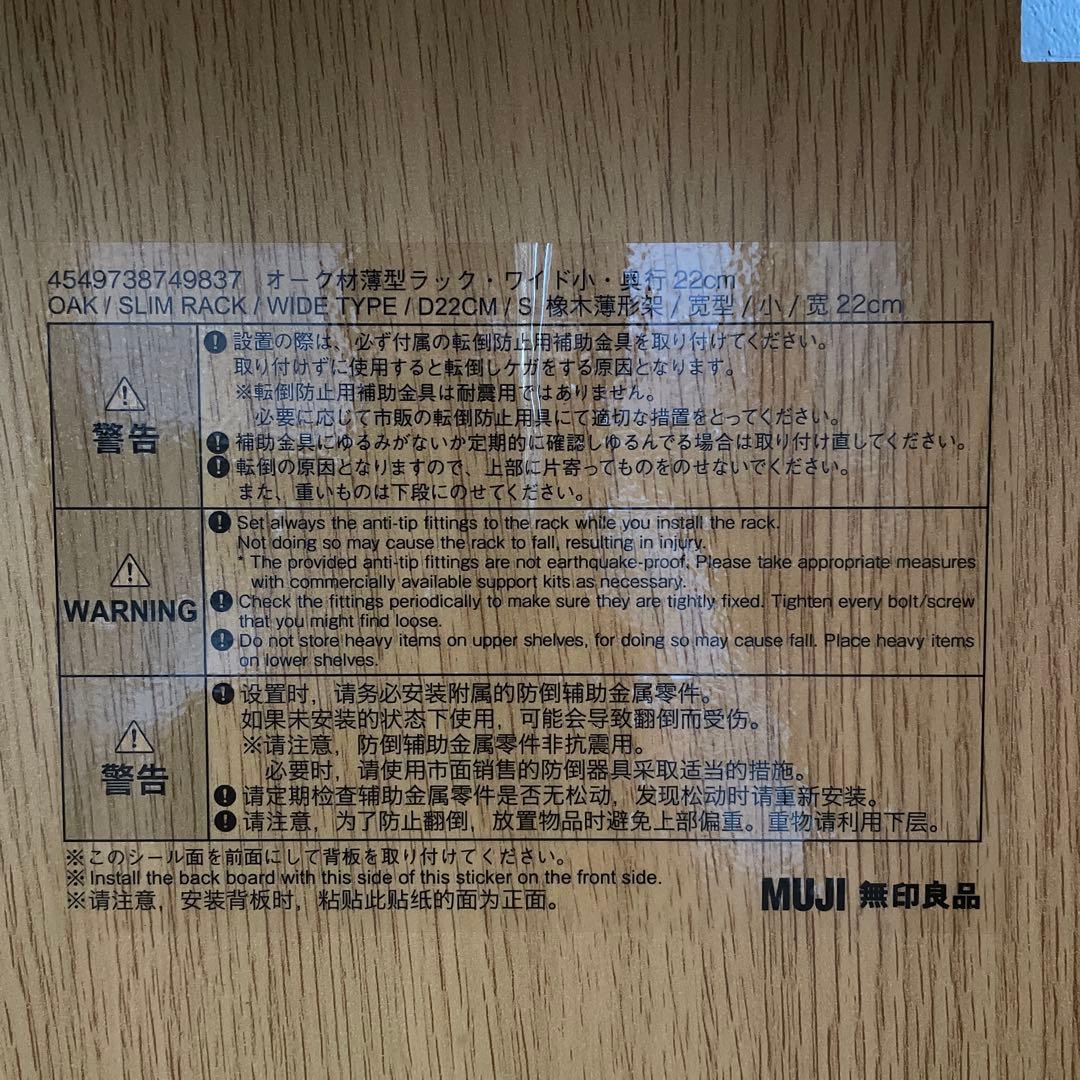 4549738749837 オーク材薄型ラック・ワイド小・奥行22cm
OAK / SLIM RACK / WIDE TYPE / D22CM / S 橡木薄形架 / 宽型 / 小 / 宽22cm
警告
設置の際は、必ず付属の転倒防止用補助金具を取り付けてください。
取り付けずに使用すると転倒しケガをする原因となります。
※転倒防止用補助金具は耐震用ではありません。
必要に応じて市販の転倒防止用具にて適切な措置をとってください。
補助金具にゆるみがないか定期的に確認しゆるんでる場合は取り付け直してください。
転倒の原因となりますので、上部に片寄ってものをのせないでください。
また、重いものは下段にのせてください。
WARNING
Set always the anti-tip fittings to the rack while you install the rack.
Not doing so may cause the rack to fall, resulting in injury.
* The provided anti-tip fittings are not earthquake-proof. Please take appropriate measures
with commercially available support kits as necessary.
Check the fittings periodically to make sure they are tightly fixed. Tighten every bolt/screw
that you might find loose.
Do not store heavy items on upper shelves, for doing so may cause fall. Place heavy items
on lower shelves.
警告
设置时，请务必安装附属的防倒辅助金属零件。
如果未安装的状态下使用，可能会导致翻倒而受伤。
※请注意，防倒辅助金属零件非抗震用。
必要时，请使用市面销售的防倒器具采取适当的措施。
请定期检查辅助金属零件是否无松动，发现松动时请重新安装。
请注意，为了防止翻倒，放置物品时避免上部偏重。重物请利用下层。
※このシール面を前面にして背板を取り付けてください。
※Install the back board with this side of this sticker on the front side.
※请注意，安装背板时，粘贴此贴纸的面为正面。
MUJI 無印良品